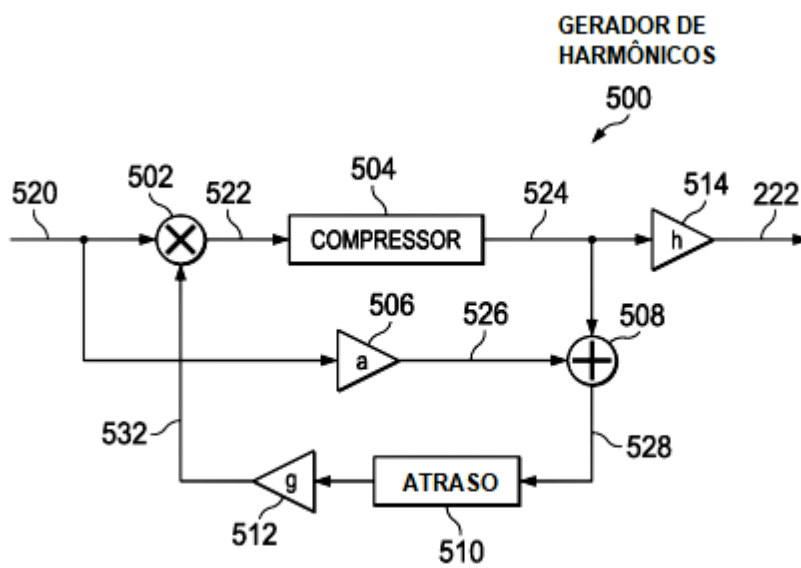 GERADOR DE
HARMÔNICOS
500
520
502
522
504
524
514
222
COMPRESSOR
h
506
526
508
a
532
528
g
ATRASO
512
510